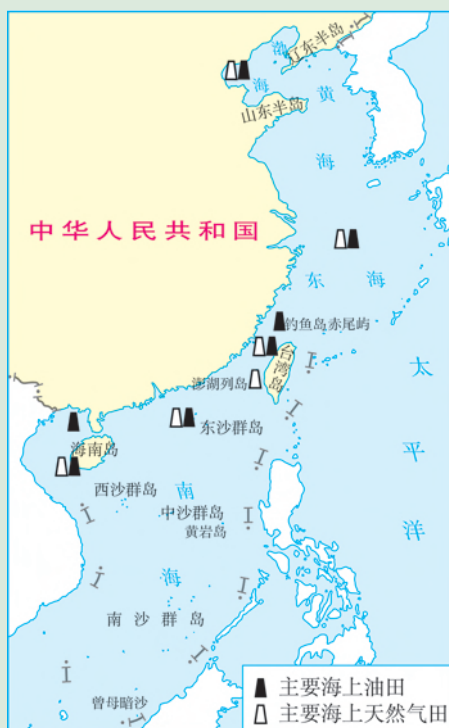 辽东半岛
渤海
山东半岛
黄海
中华人民共和国
东海
钓鱼岛赤尾屿
台湾岛
澎湖列岛
太平洋
东沙群岛
海南岛
西沙群岛
南海
中沙群岛
黄岩岛
南沙群岛
曾母暗沙
主要海上油田
主要海上天然气田